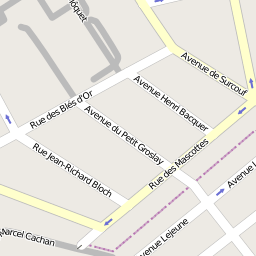 Avenue de Surcouf
Avenue Henri Bacquer
Rue des Blés d'Or
Avenue du Petit Groslay
Rue des Mascottes
Rue Jean-Richard Bloch
Avenue Lejeune
Marcel Cachan